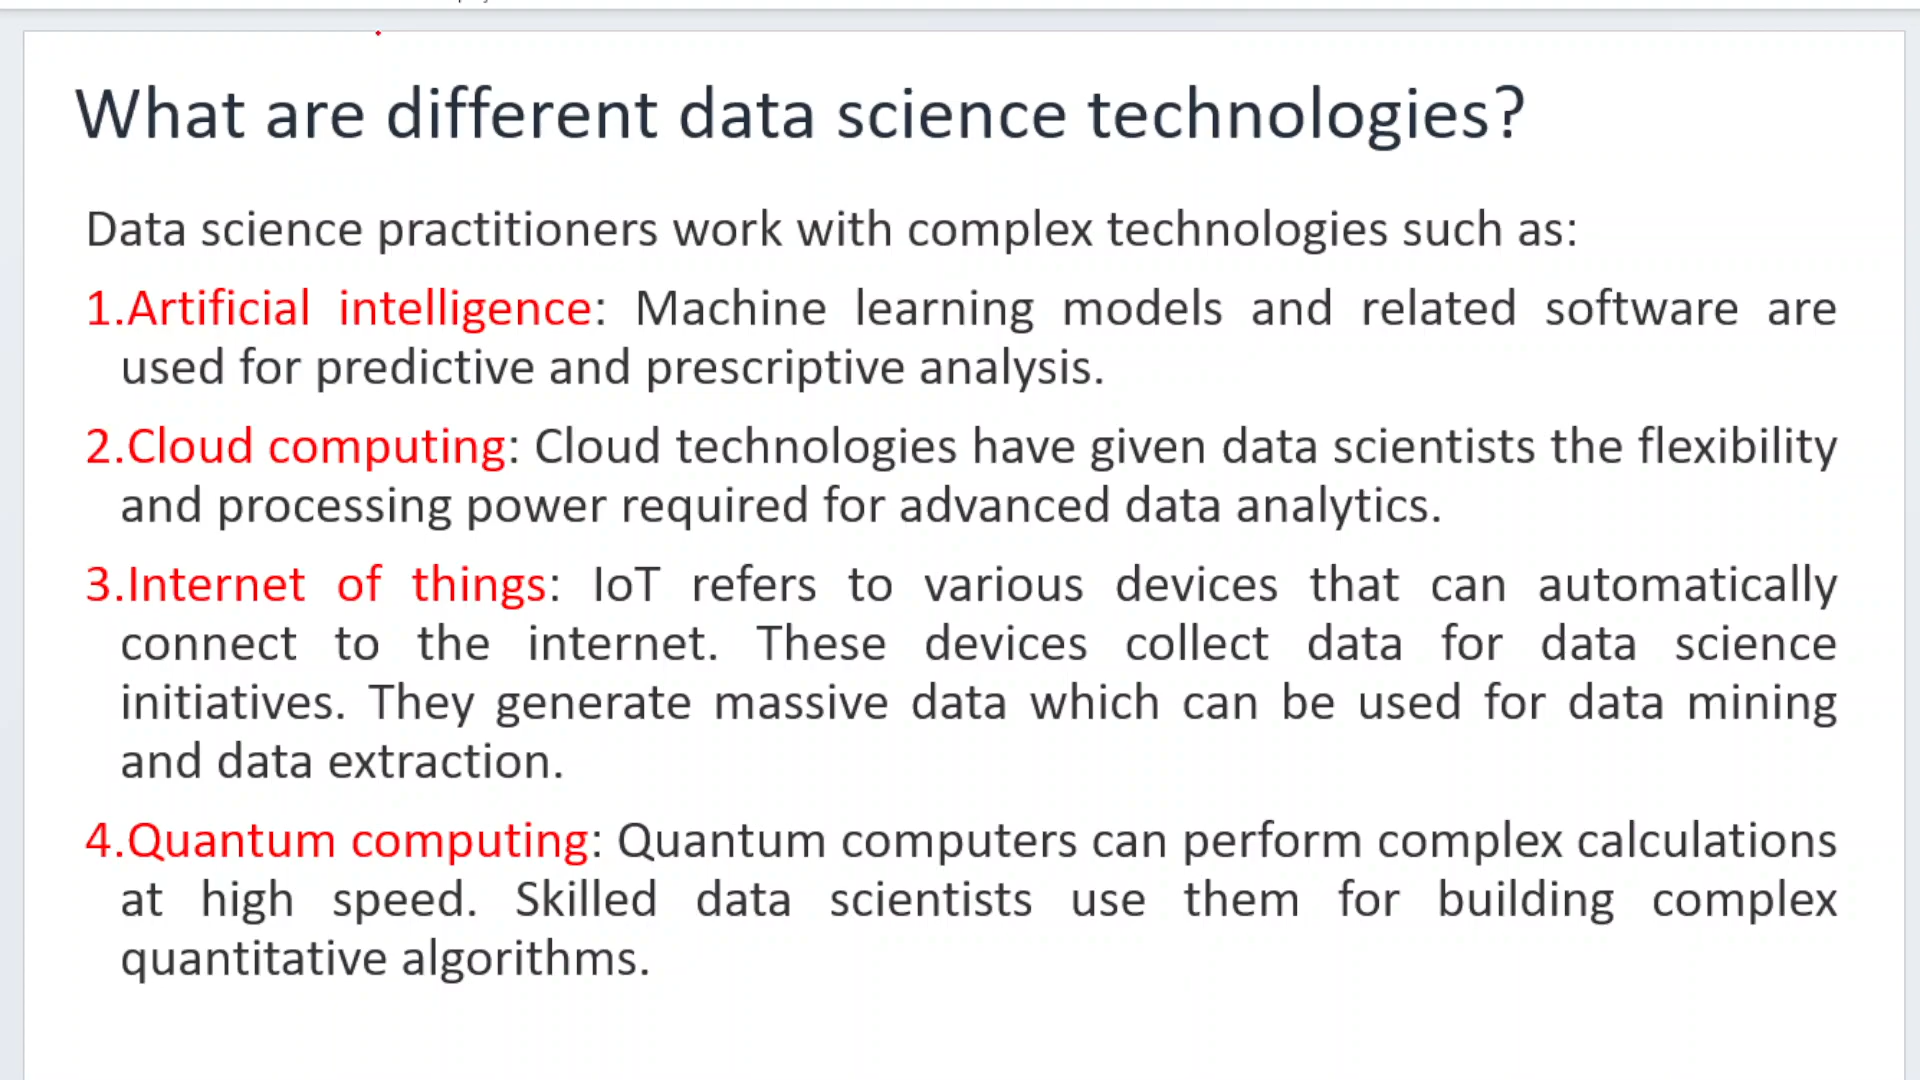 What are different data science technologies?
Data science practitioners work with complex technologies such as:
1.Artificial intelligence: Machine learning models and related software are
used for predictive and prescriptive analysis.
2.Cloud computing: Cloud technologies have given data scientists the flexibility
and processing power required for advanced data analytics.
3.Internet of things: IoT refers to various devices that can automatically
connect to the internet. These devices collect data for data science
initiatives. They generate massive data which can be used for data mining
and data extraction.
4.Quantum computing: Quantum computers can perform complex calculations
at high speed. Skilled data scientists use them for building complex
quantitative algorithms.